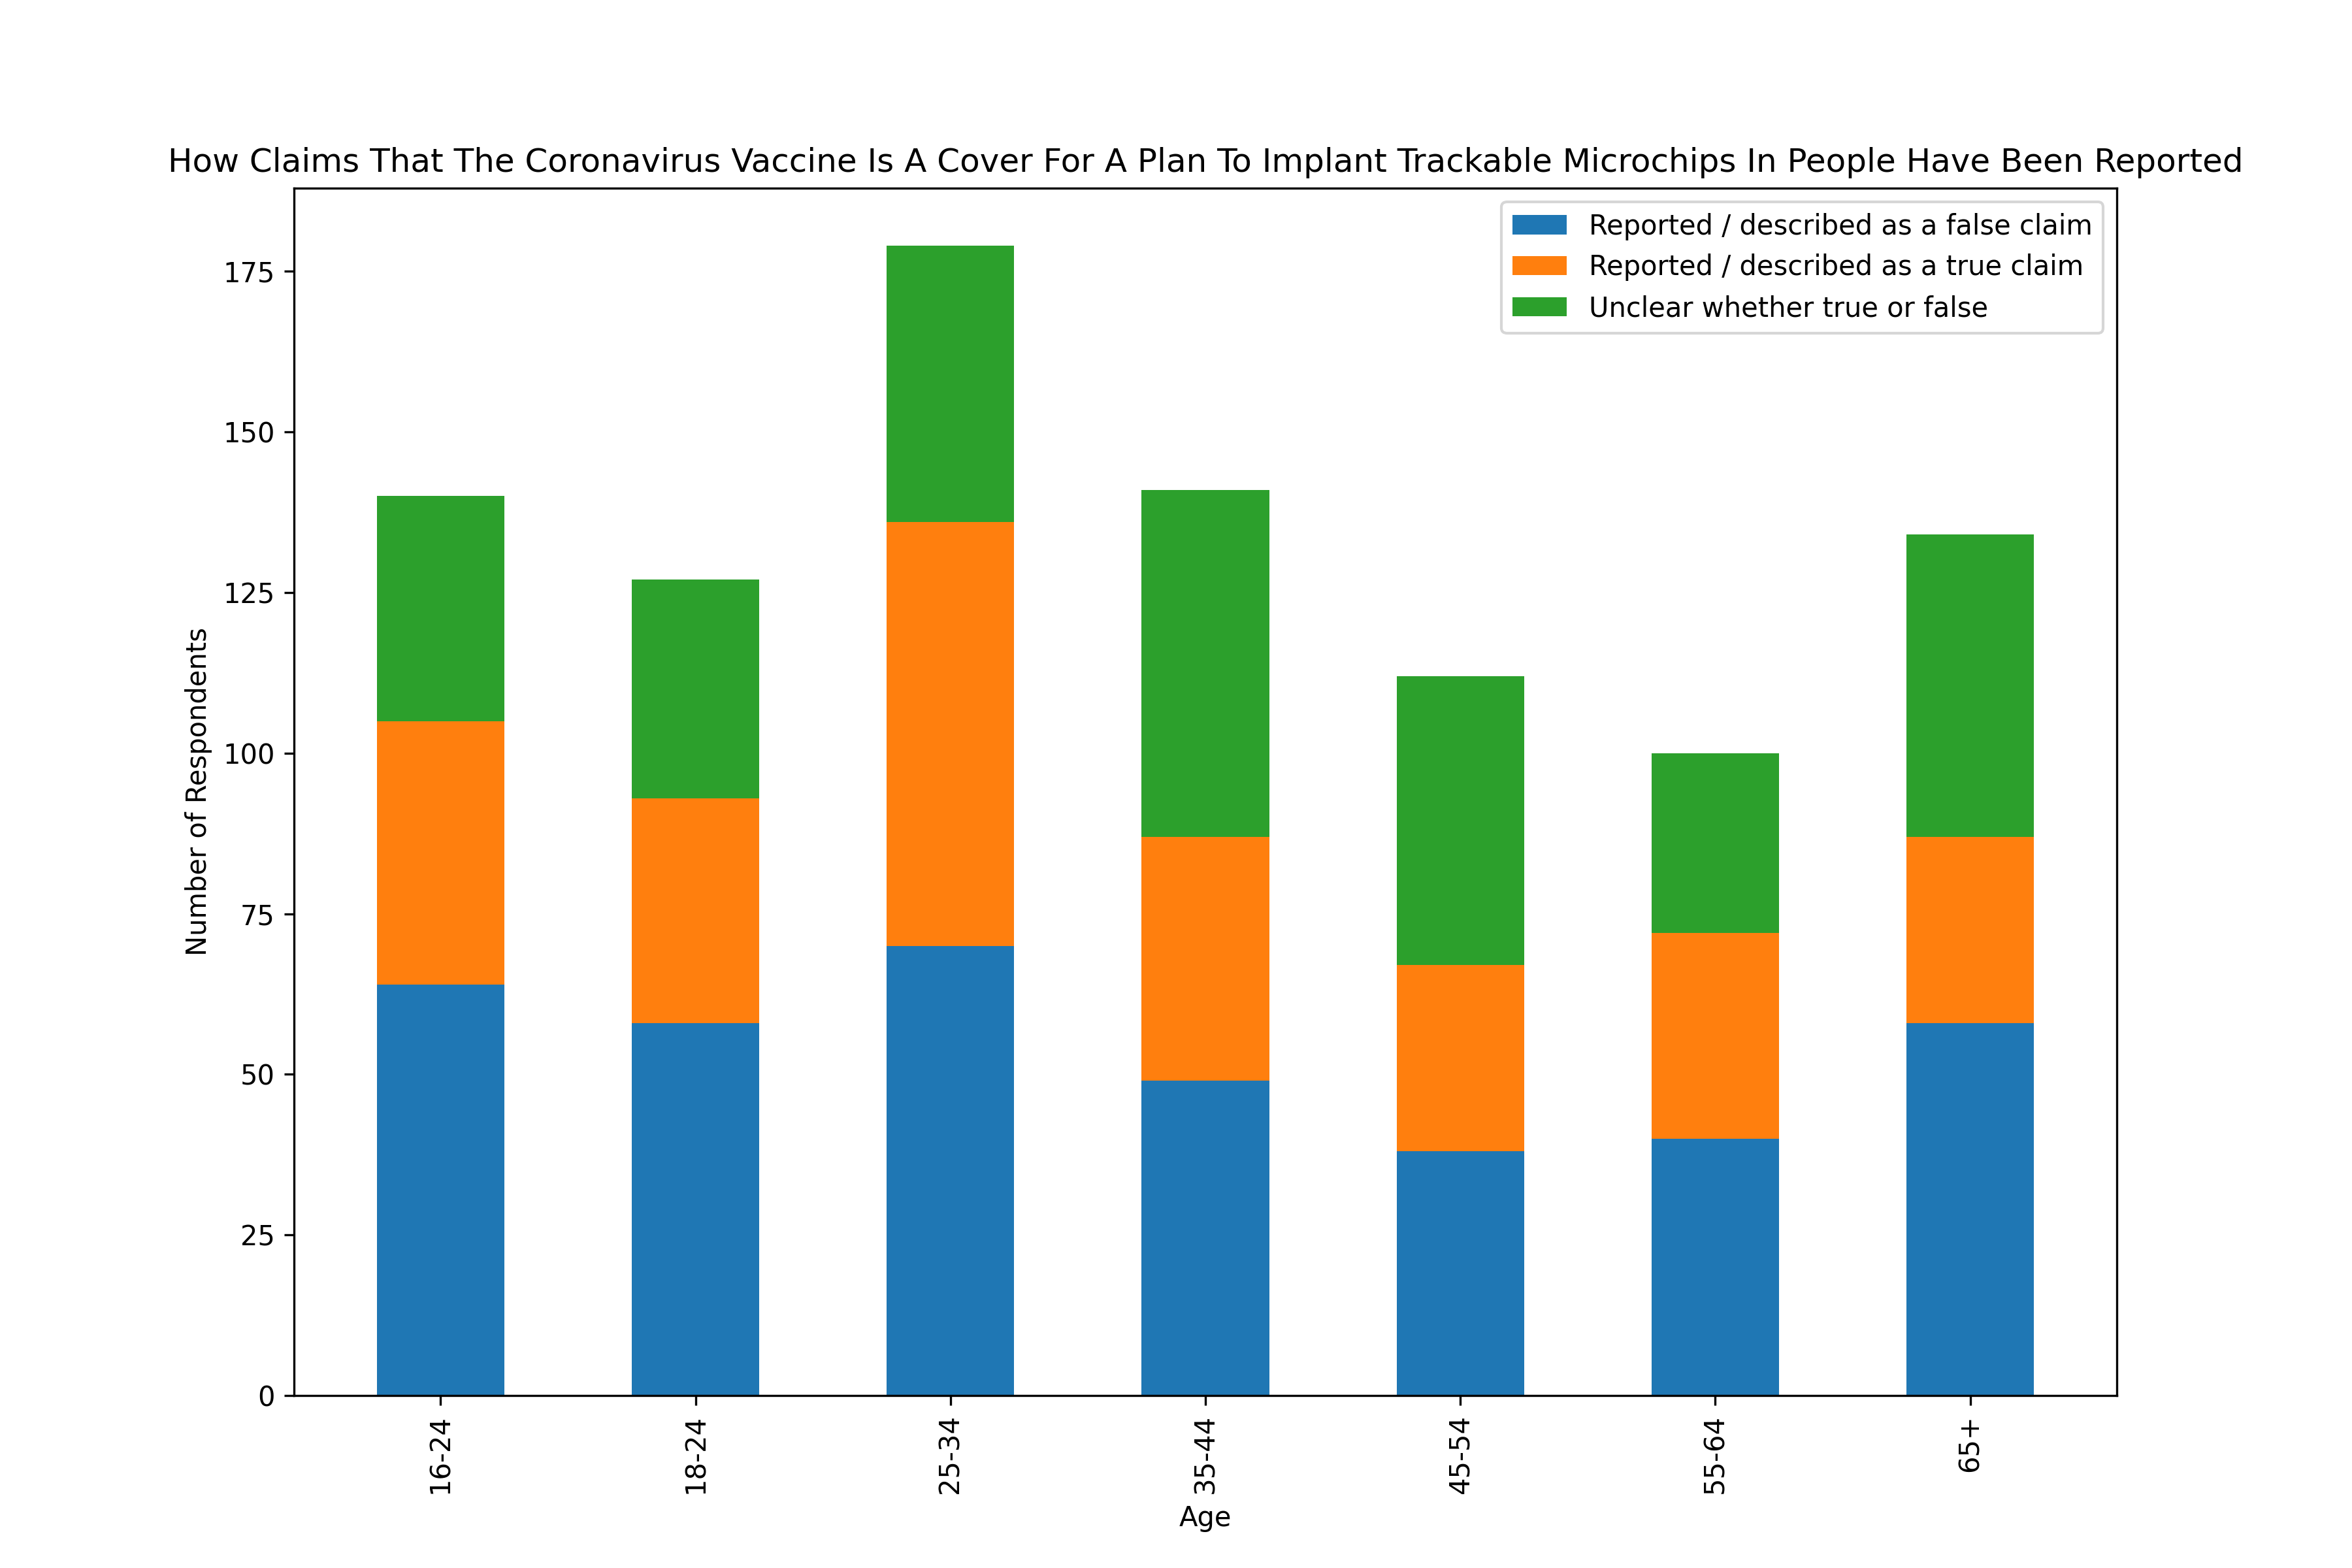 How Claims That The Coronavirus Vaccine Is A Cover For A Plan To Implant Trackable Microchips In People Have Been Reported
Reported / described as a false claim
Reported / described as a true claim
Unclear whether true or false
Number of Respondents
175
150
125
100
75
50
25
0
16-24
18-24
25-34
35-44
45-54
55-64
65+
Age